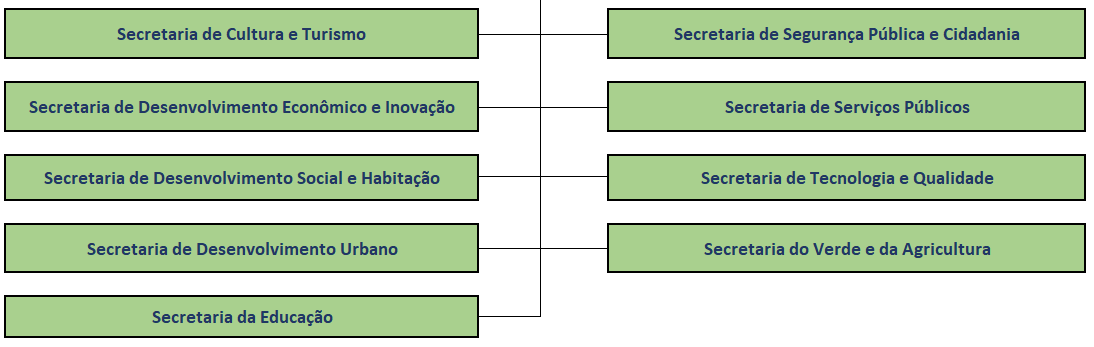 Secretaria de Cultura e Turismo
Secretaria de Segurança Pública e Cidadania
Secretaria de Desenvolvimento Econômico e Inovação
Secretaria de Serviços Públicos
Secretaria de Desenvolvimento Social e Habitação
Secretaria de Tecnologia e Qualidade
Secretaria de Desenvolvimento Urbano
Secretaria do Verde e da Agricultura
Secretaria da Educação